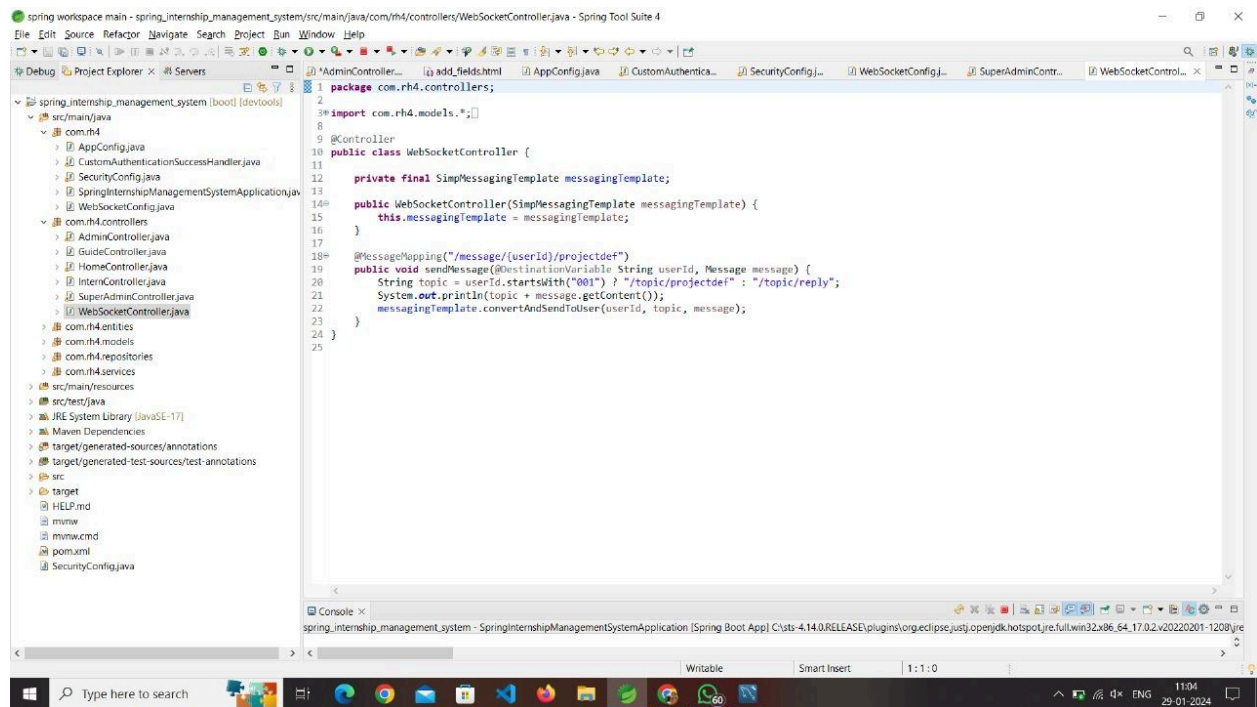 spring workspace main - spring_internship_management_system/src/main/java/com/rh4/controllers/WebSocketController.java - Spring Tool Suite 4
File Edit Source Refactor Navigate Search Project Run Window Help
Debug Project Explorer Servers
*AdminController... add_fields.html AppConfig.java CustomAuthentica... SecurityConfig.j... WebSocketConfig.j... SuperAdminContr... WebSocketControl...
spring_internship_management_system [boot] [devtools]
src/main/java
com.rh4
AppConfig.java
CustomAuthenticationSuccessHandler.java
SecurityConfig.java
SpringInternshipManagementSystemApplication.jav
WebSocketConfig.java
com.rh4.controllers
AdminController.java
GuideController.java
HomeController.java
InternController.java
SuperAdminController.java
WebSocketController.java
com.rh4.entities
com.rh4.models
com.rh4.repositories
com.rh4.services
src/main/resources
src/test/java
JRE System Library [JavaSE-17]
Maven Dependencies
target/generated-sources/annotations
target/generated-test-sources/test-annotations
src
target
HELP.md
mvnw
mvnw.cmd
pom.xml
SecurityConfig.java
1 package com.rh4.controllers;
2
3 import com.rh4.models.*;
8
9 @Controller
10 public class WebSocketController {
11
12 private final SimpMessagingTemplate messagingTemplate;
13
14 public WebSocketController(SimpMessagingTemplate messagingTemplate) {
15 this.messagingTemplate = messagingTemplate;
16 }
17
18 @MessageMapping("/message/{userId}/projectdef")
19 public void sendMessage(@DestinationVariable String userId, Message message) {
20 String topic = userId.startsWith("001") ? "/topic/projectdef" : "/topic/reply";
21 System.out.println(topic + message.getContent());
22 messagingTemplate.convertAndSendToUser(userId, topic, message);
23 }
24 }
25
Console
spring_internship_management_system - SpringInternshipManagementSystemApplication [Spring Boot App] C:\sts-4.14.0.RELEASE\plugins\org.eclipse.justj.openjdk.hotspot.jre.full.win32.x86_64_17.0.2.v20220201-1208\jre
Writable Smart Insert 1 : 1 : 0
Type here to search
60
ENG
11:04
29-01-2024